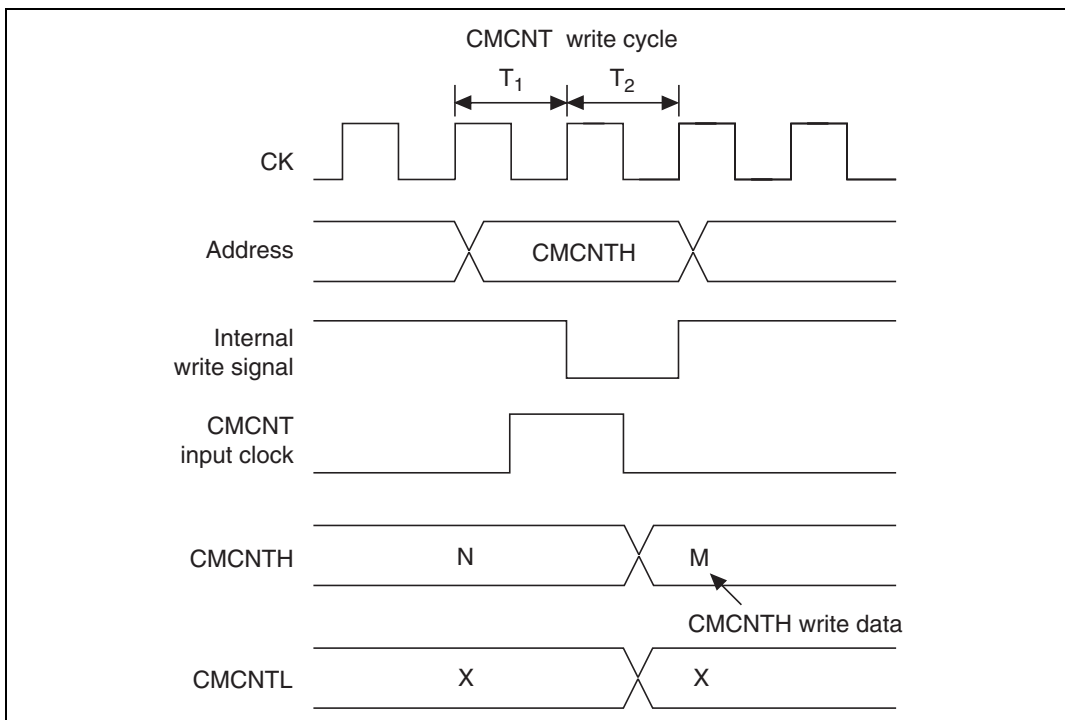 CMCNT write cycle
T1 T2
CK
Address CMCNTH
Internal
write signal
CMCNT
input clock
CMCNTH N M
CMCNTH write data
CMCNTL X X